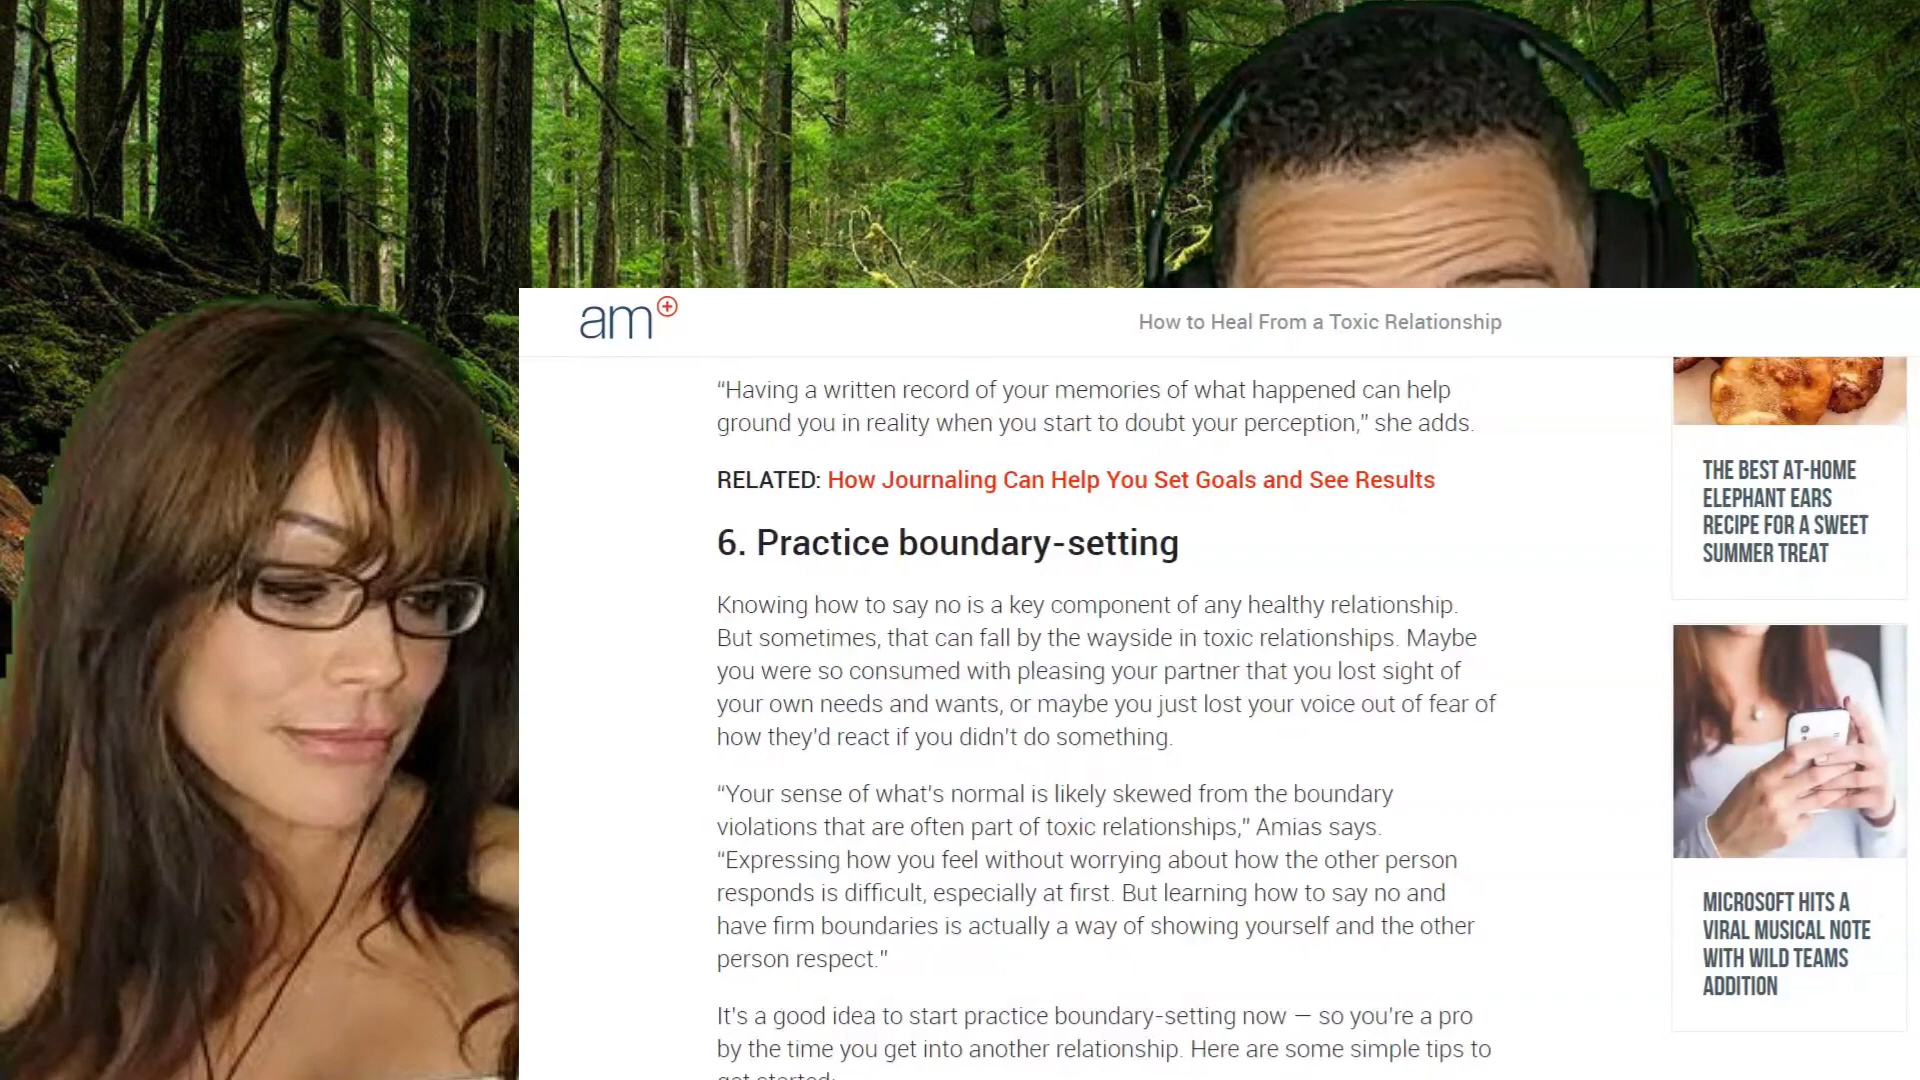 am+
How to Heal From a Toxic Relationship
“Having a written record of your memories of what happened can help
ground you in reality when you start to doubt your perception,” she adds.
RELATED: How Journaling Can Help You Set Goals and See Results
6. Practice boundary-setting
Knowing how to say no is a key component of any healthy relationship.
But sometimes, that can fall by the wayside in toxic relationships. Maybe
you were so consumed with pleasing your partner that you lost sight of
your own needs and wants, or maybe you just lost your voice out of fear of
how they’d react if you didn’t do something.
“Your sense of what’s normal is likely skewed from the boundary
violations that are often part of toxic relationships,” Amias says.
“Expressing how you feel without worrying about how the other person
responds is difficult, especially at first. But learning how to say no and
have firm boundaries is actually a way of showing yourself and the other
person respect.”
It’s a good idea to start practice boundary-setting now — so you’re a pro
by the time you get into another relationship. Here are some simple tips to
get started:
THE BEST AT-HOME
ELEPHANT EARS
RECIPE FOR A SWEET
SUMMER TREAT
MICROSOFT HITS A
VIRAL MUSICAL NOTE
WITH WILD TEAMS
ADDITION